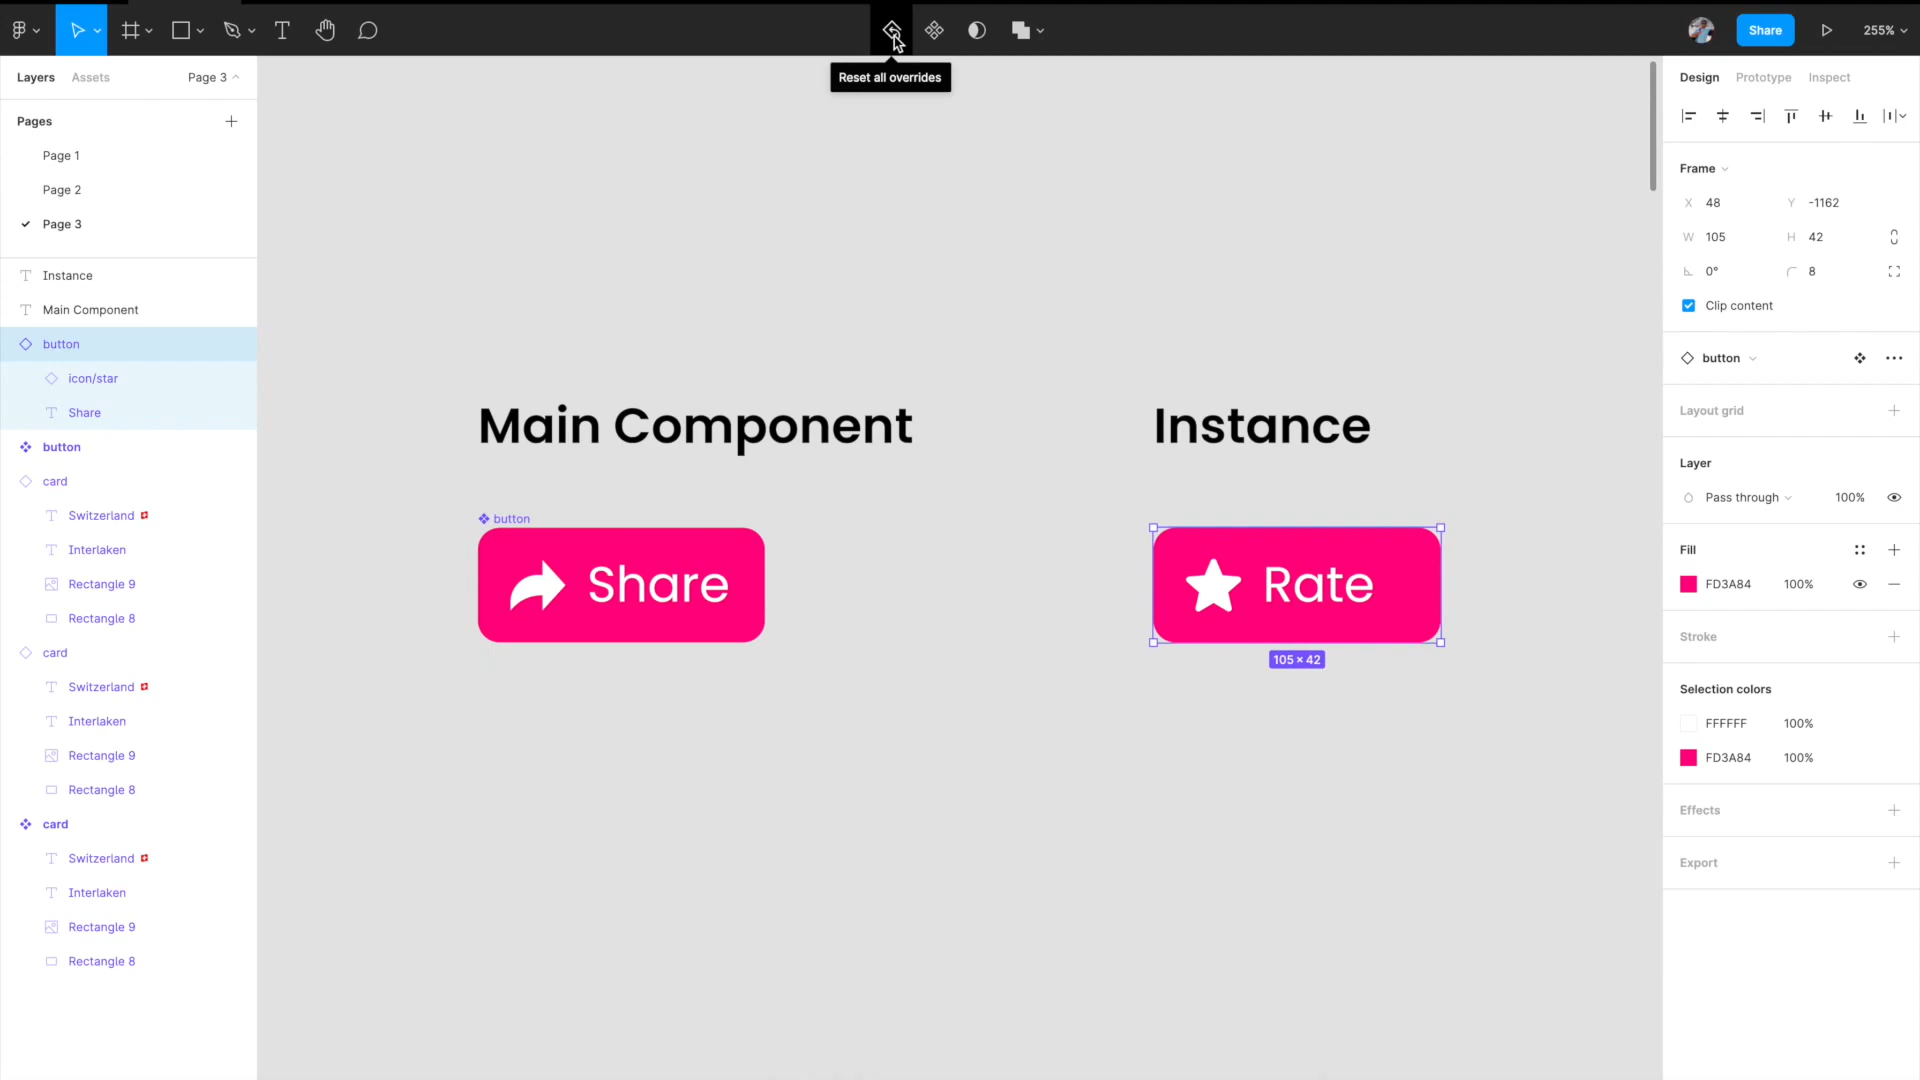 Share
255%
Reset all overrides
Layers Assets Page 3
Pages
Page 1
Page 2
Page 3
Instance
Main Component
button
icon/star
Share
button
card
Switzerland
Interlaken
Rectangle 9
Rectangle 8
card
Switzerland
Interlaken
Rectangle 9
Rectangle 8
card
Switzerland
Interlaken
Rectangle 9
Rectangle 8
Main Component
button
Share
Instance
Rate
105 × 42
Design Prototype Inspect
Frame
X 48 Y -1162
W 105 H 42
0° 8
Clip content
button
Layout grid
Layer
Pass through 100%
Fill
FD3A84 100%
Stroke
Selection colors
FFFFFF 100%
FD3A84 100%
Effects
Export